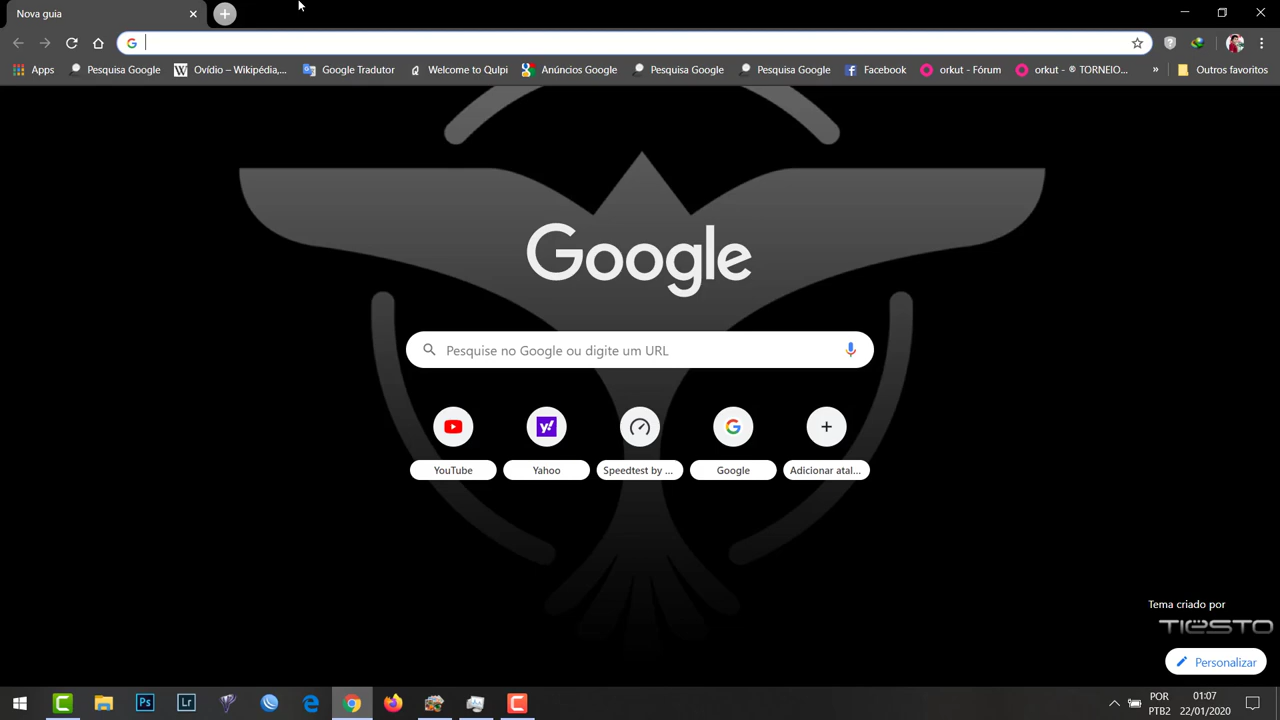 Nova guia
Apps
Pesquisa Google
Ovídio – Wikipédia,...
Google Tradutor
Welcome to Qulpi
Anúncios Google
Pesquisa Google
Pesquisa Google
Facebook
orkut - Fórum
orkut - ® TORNEIO...
»
Outros favoritos
Google
Pesquise no Google ou digite um URL
YouTube
Yahoo
Speedtest by ...
Google
Adicionar atal...
Tema criado por
TIËSTO
Personalizar
Ps
Lr
POR
PTB2
01:07
22/01/2020